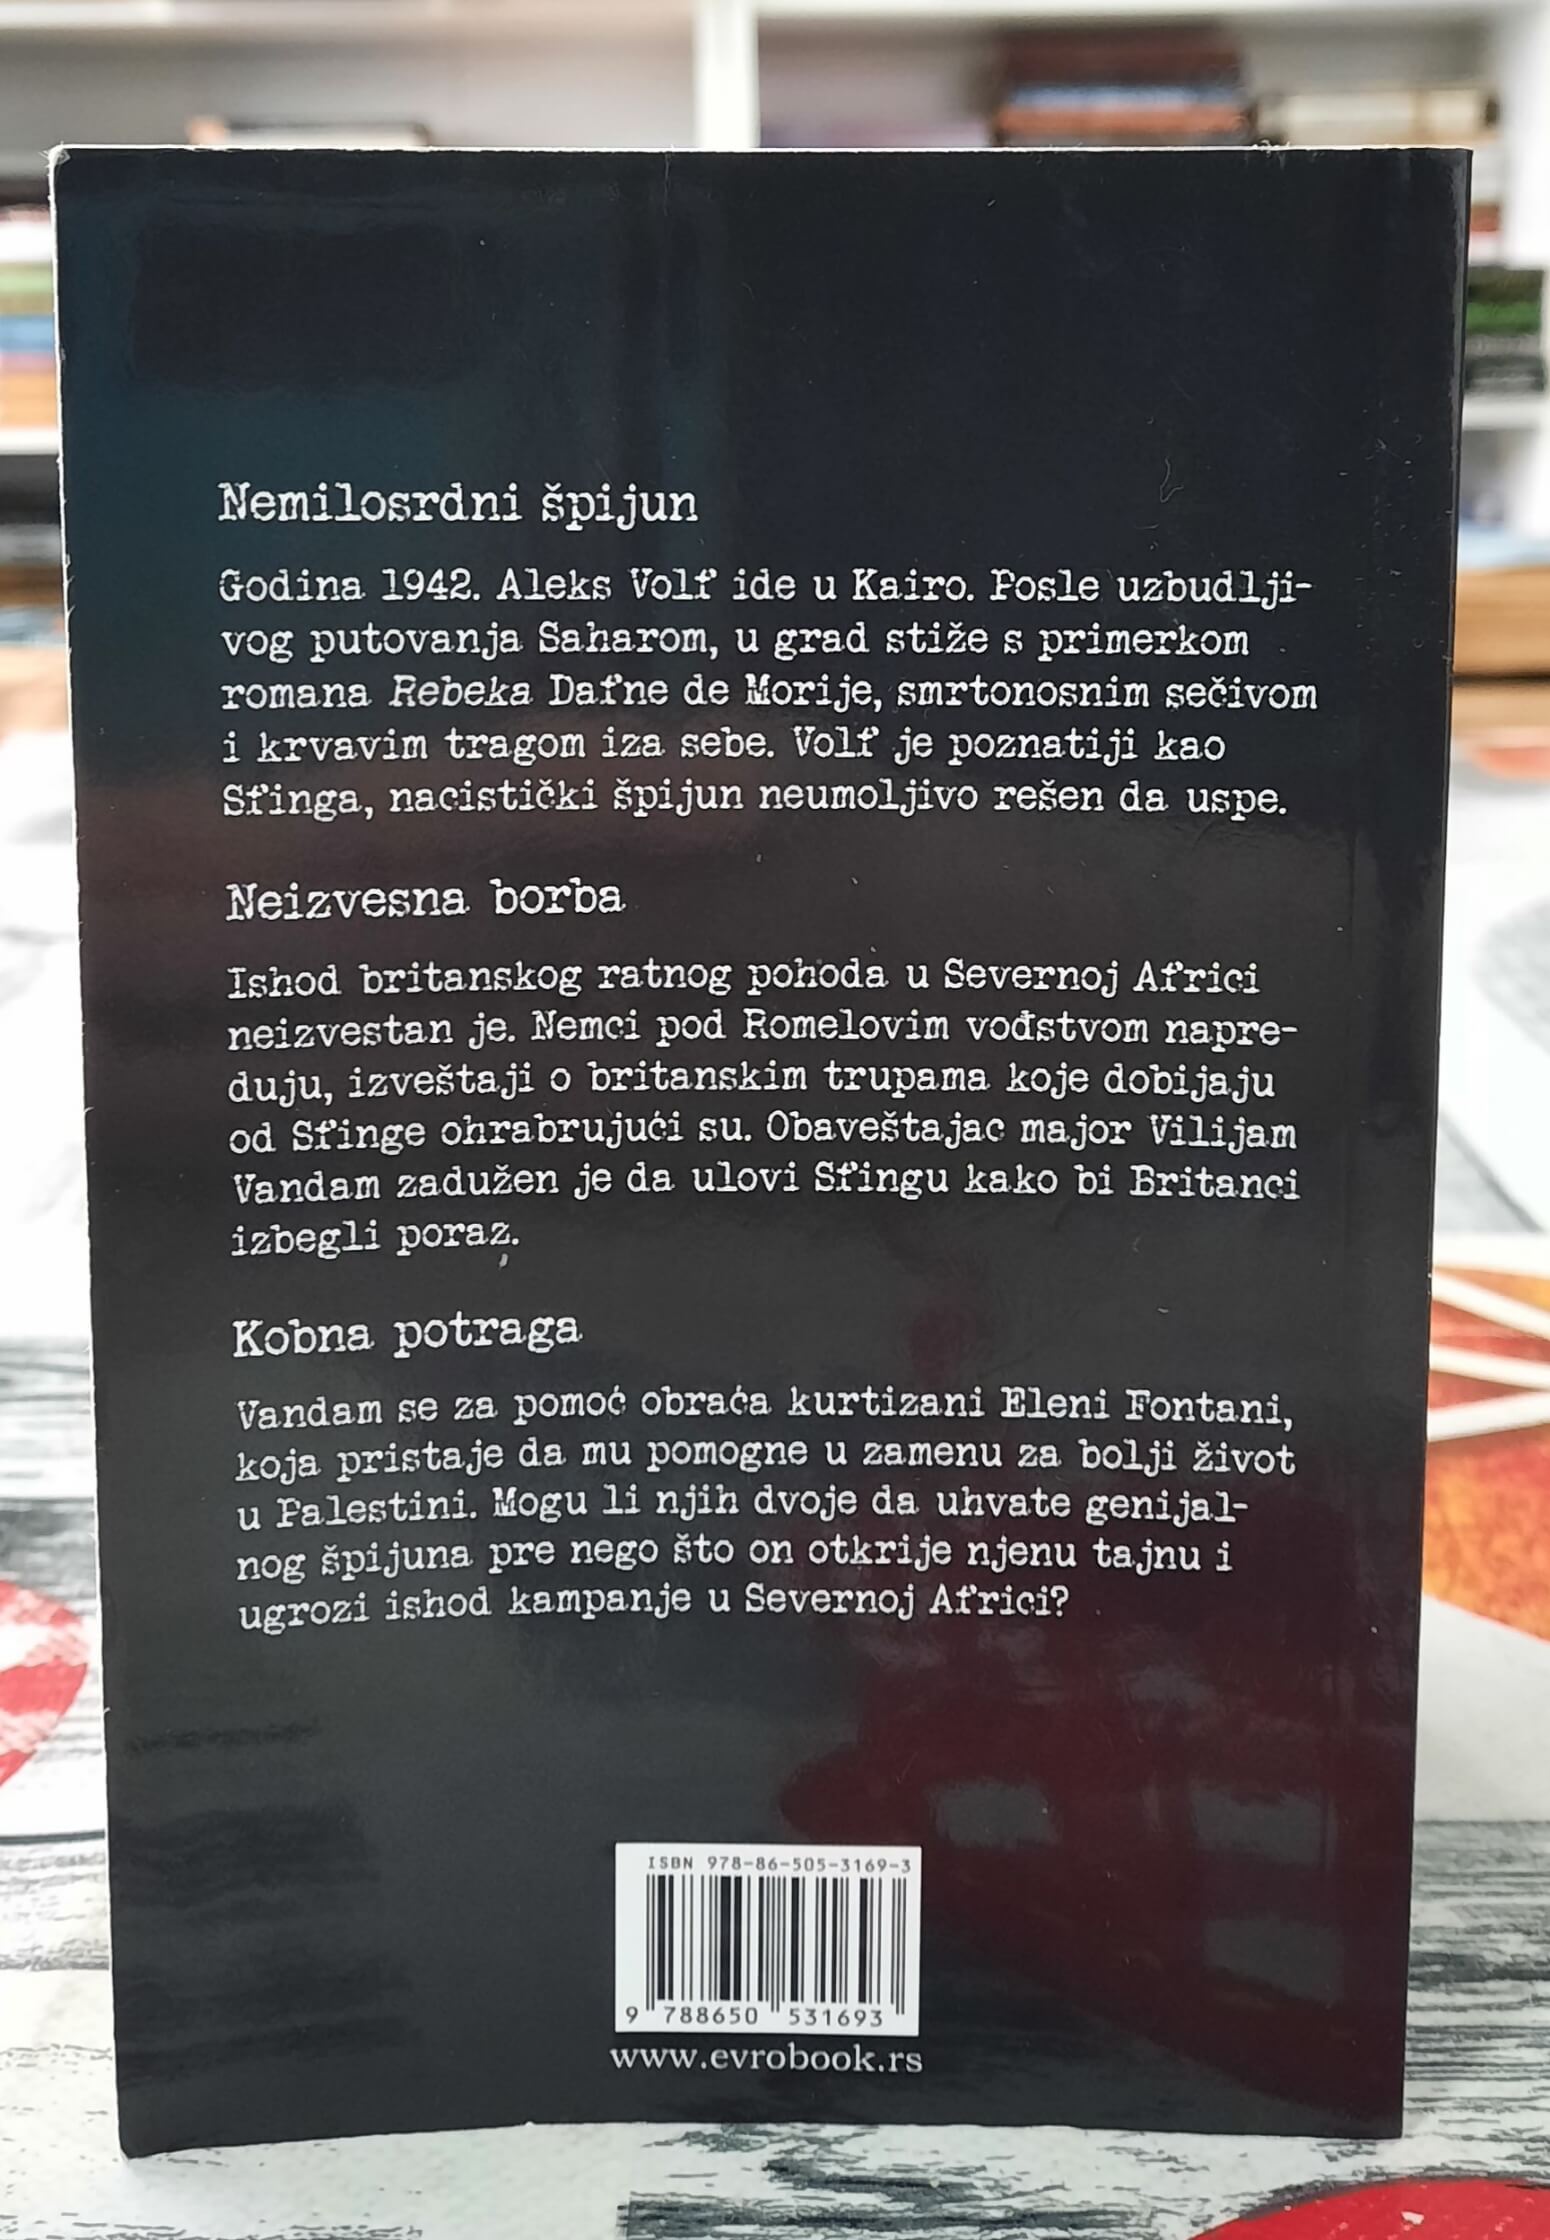 Nemilosrdni špijun
Godina 1942. Aleks Volf ide u Kairo. Posle uzbudlji-
vog putovanja Saharom, u grad stiže s primerkom
romana Rebeka Dafne de Morije, smrtonosnim sečivom
i krvavim tragom iza sebe. Volf je poznatiji kao
Sfinga, nacistički špijun neumoljivo rešen da uspe.
Neizvesna borba
Ishod britanskog ratnog pohoda u Severnoj Africi
neizvestan je. Nemci pod Romelovim vođstvom napre-
duju, izveštaji o britanskim trupama koje dobijaju
od Sfinge ohrabrujući su. Obaveštajac major Vilijam
Vandam zadužen je da ulovi Sfingu kako bi Britanci
izbegli poraz.
Kobna potraga
Vandam se za pomoć obraća kurtizani Eleni Fontani,
koja pristaje da mu pomogne u zamenu za bolji život
u Palestini. Mogu li njih dvoje da uhvate genijal-
nog špijuna pre nego što on otkrije njenu tajnu i
ugrozi ishod kampanje u Severnoj Africi?
ISBN 978-86-505-3169-3
9 788650 531693
www.evrobook.rs